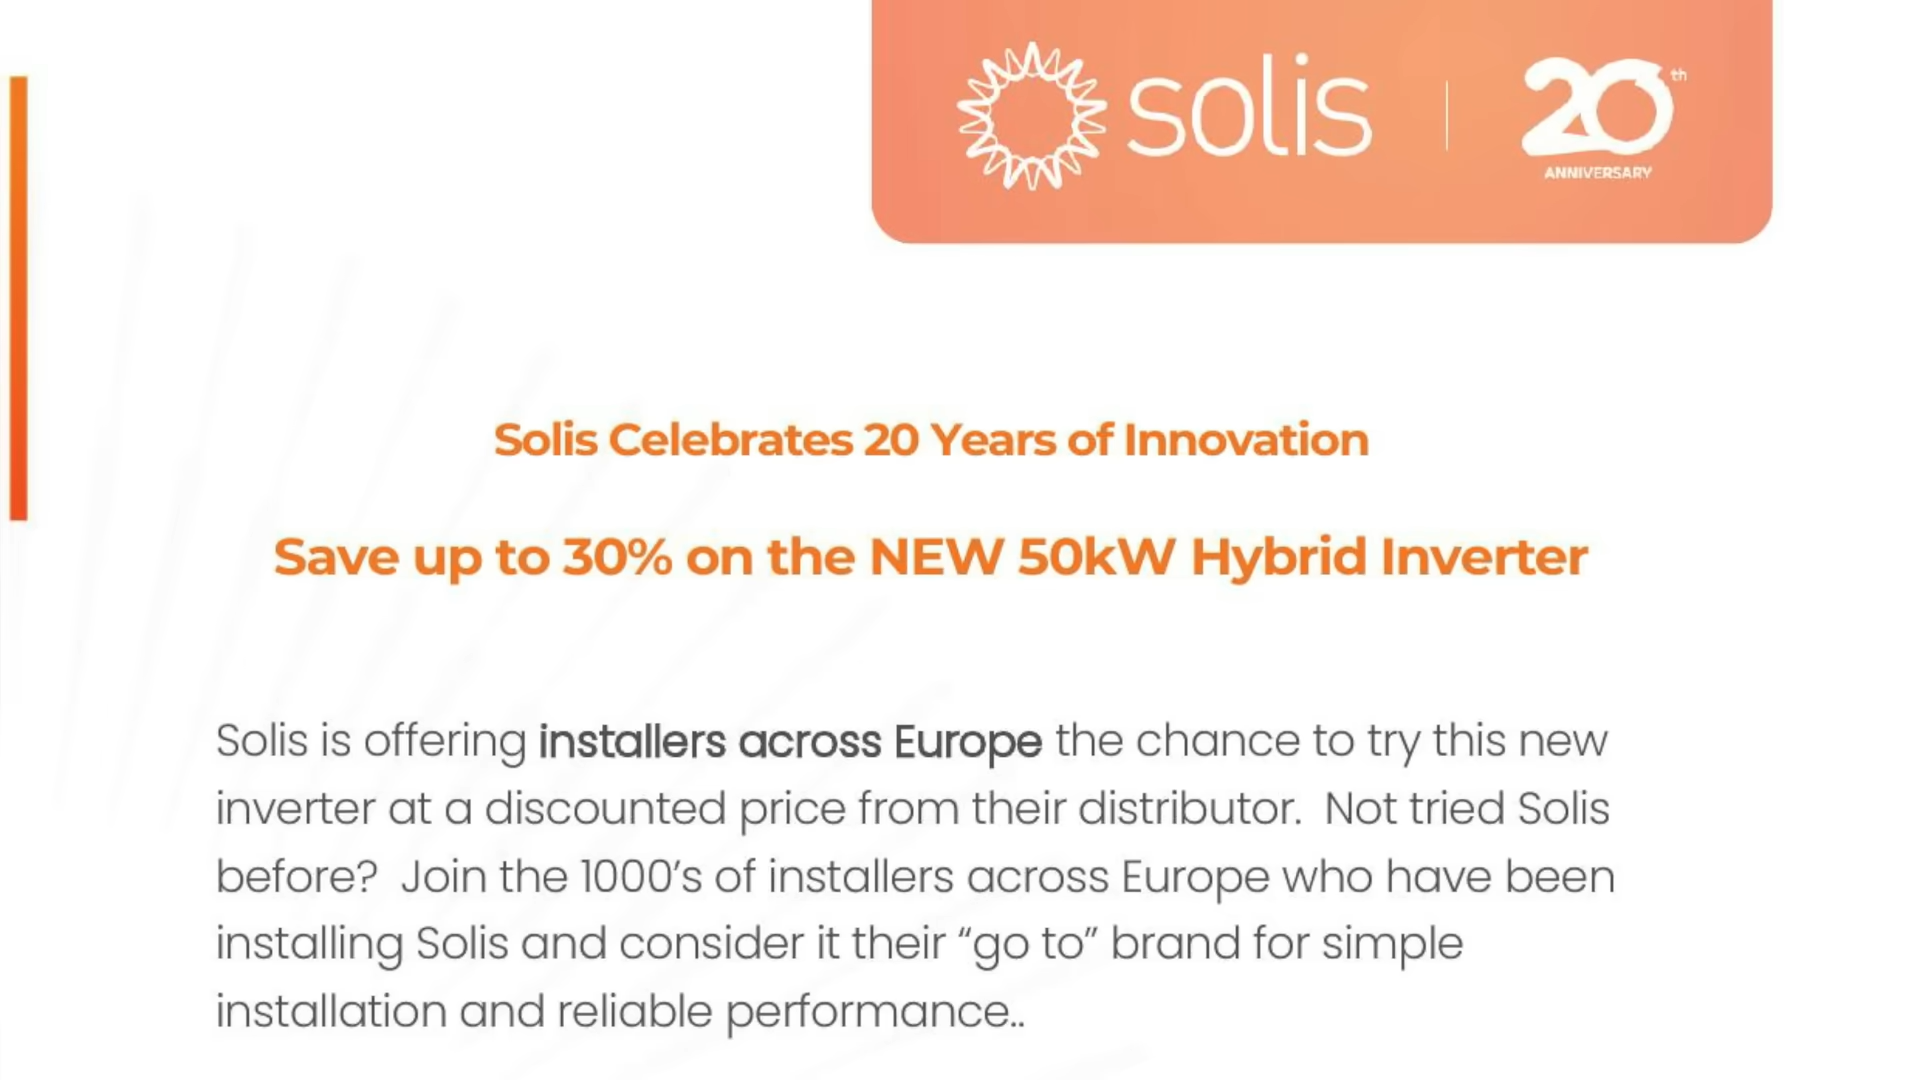 solis
20th
ANNIVERSARY
Solis Celebrates 20 Years of Innovation
Save up to 30% on the NEW 50kW Hybrid Inverter
Solis is offering installers across Europe the chance to try this new
inverter at a discounted price from their distributor.  Not tried Solis
before?  Join the 1000’s of installers across Europe who have been
installing Solis and consider it their “go to” brand for simple
installation and reliable performance..